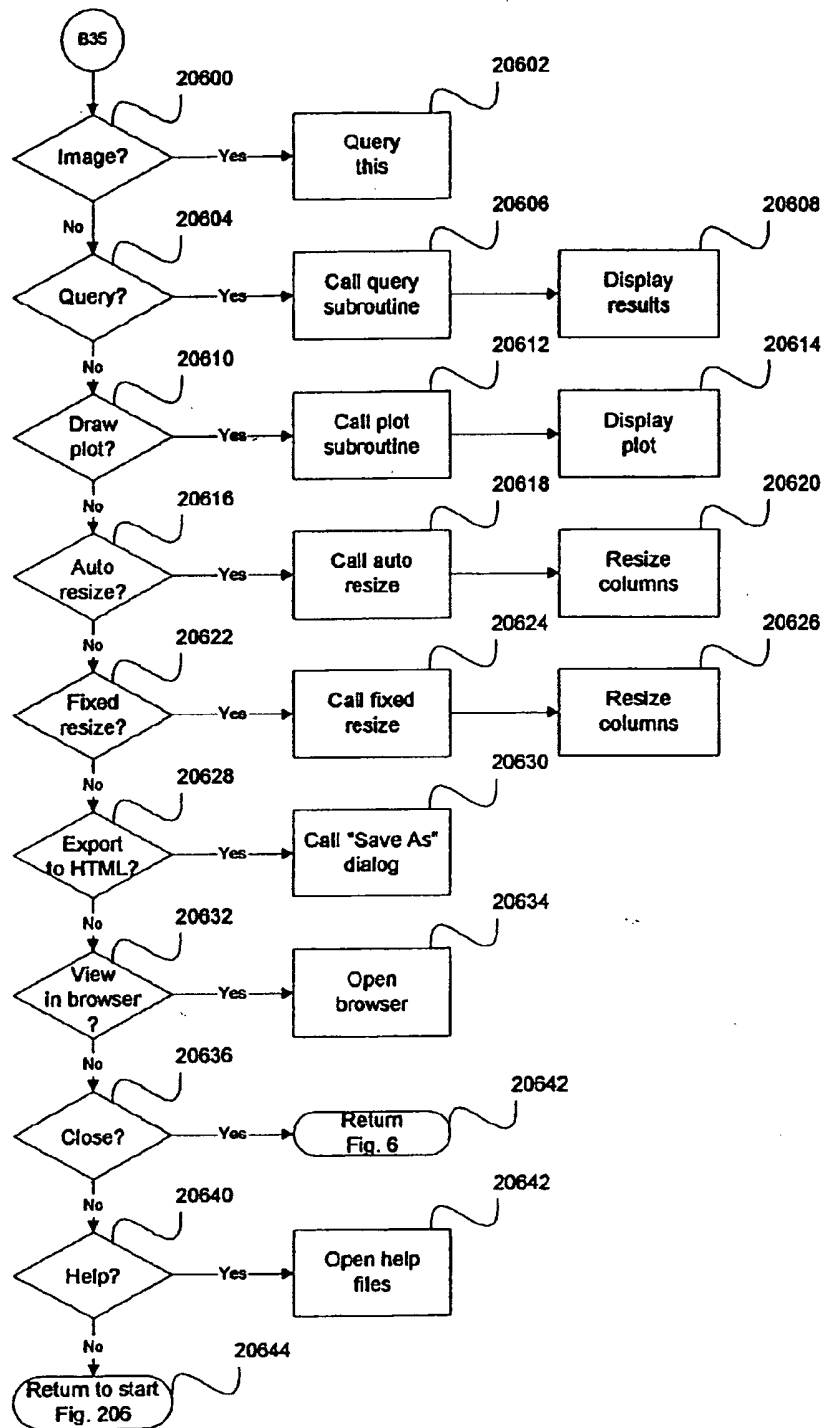 B35
20600
20602
Image?
Yes
Query
this
No
20604
20606
20608
Query?
Yes
Call query
subroutine
Display
results
No
20610
20612
20614
Draw
plot?
Yes
Call plot
subroutine
Display
plot
No
20616
20618
20620
Auto
resize?
Yes
Call auto
resize
Resize
columns
No
20622
20624
20626
Fixed
resize?
Yes
Call fixed
resize
Resize
columns
No
20628
20630
Export
to HTML?
Yes
Call "Save As"
dialog
No
20632
20634
View
in browser
?
Yes
Open
browser
No
20636
20642
Close?
Yes
Return
Fig. 6
No
20640
20642
Help?
Yes
Open help
files
No
20644
Return to start
Fig. 206